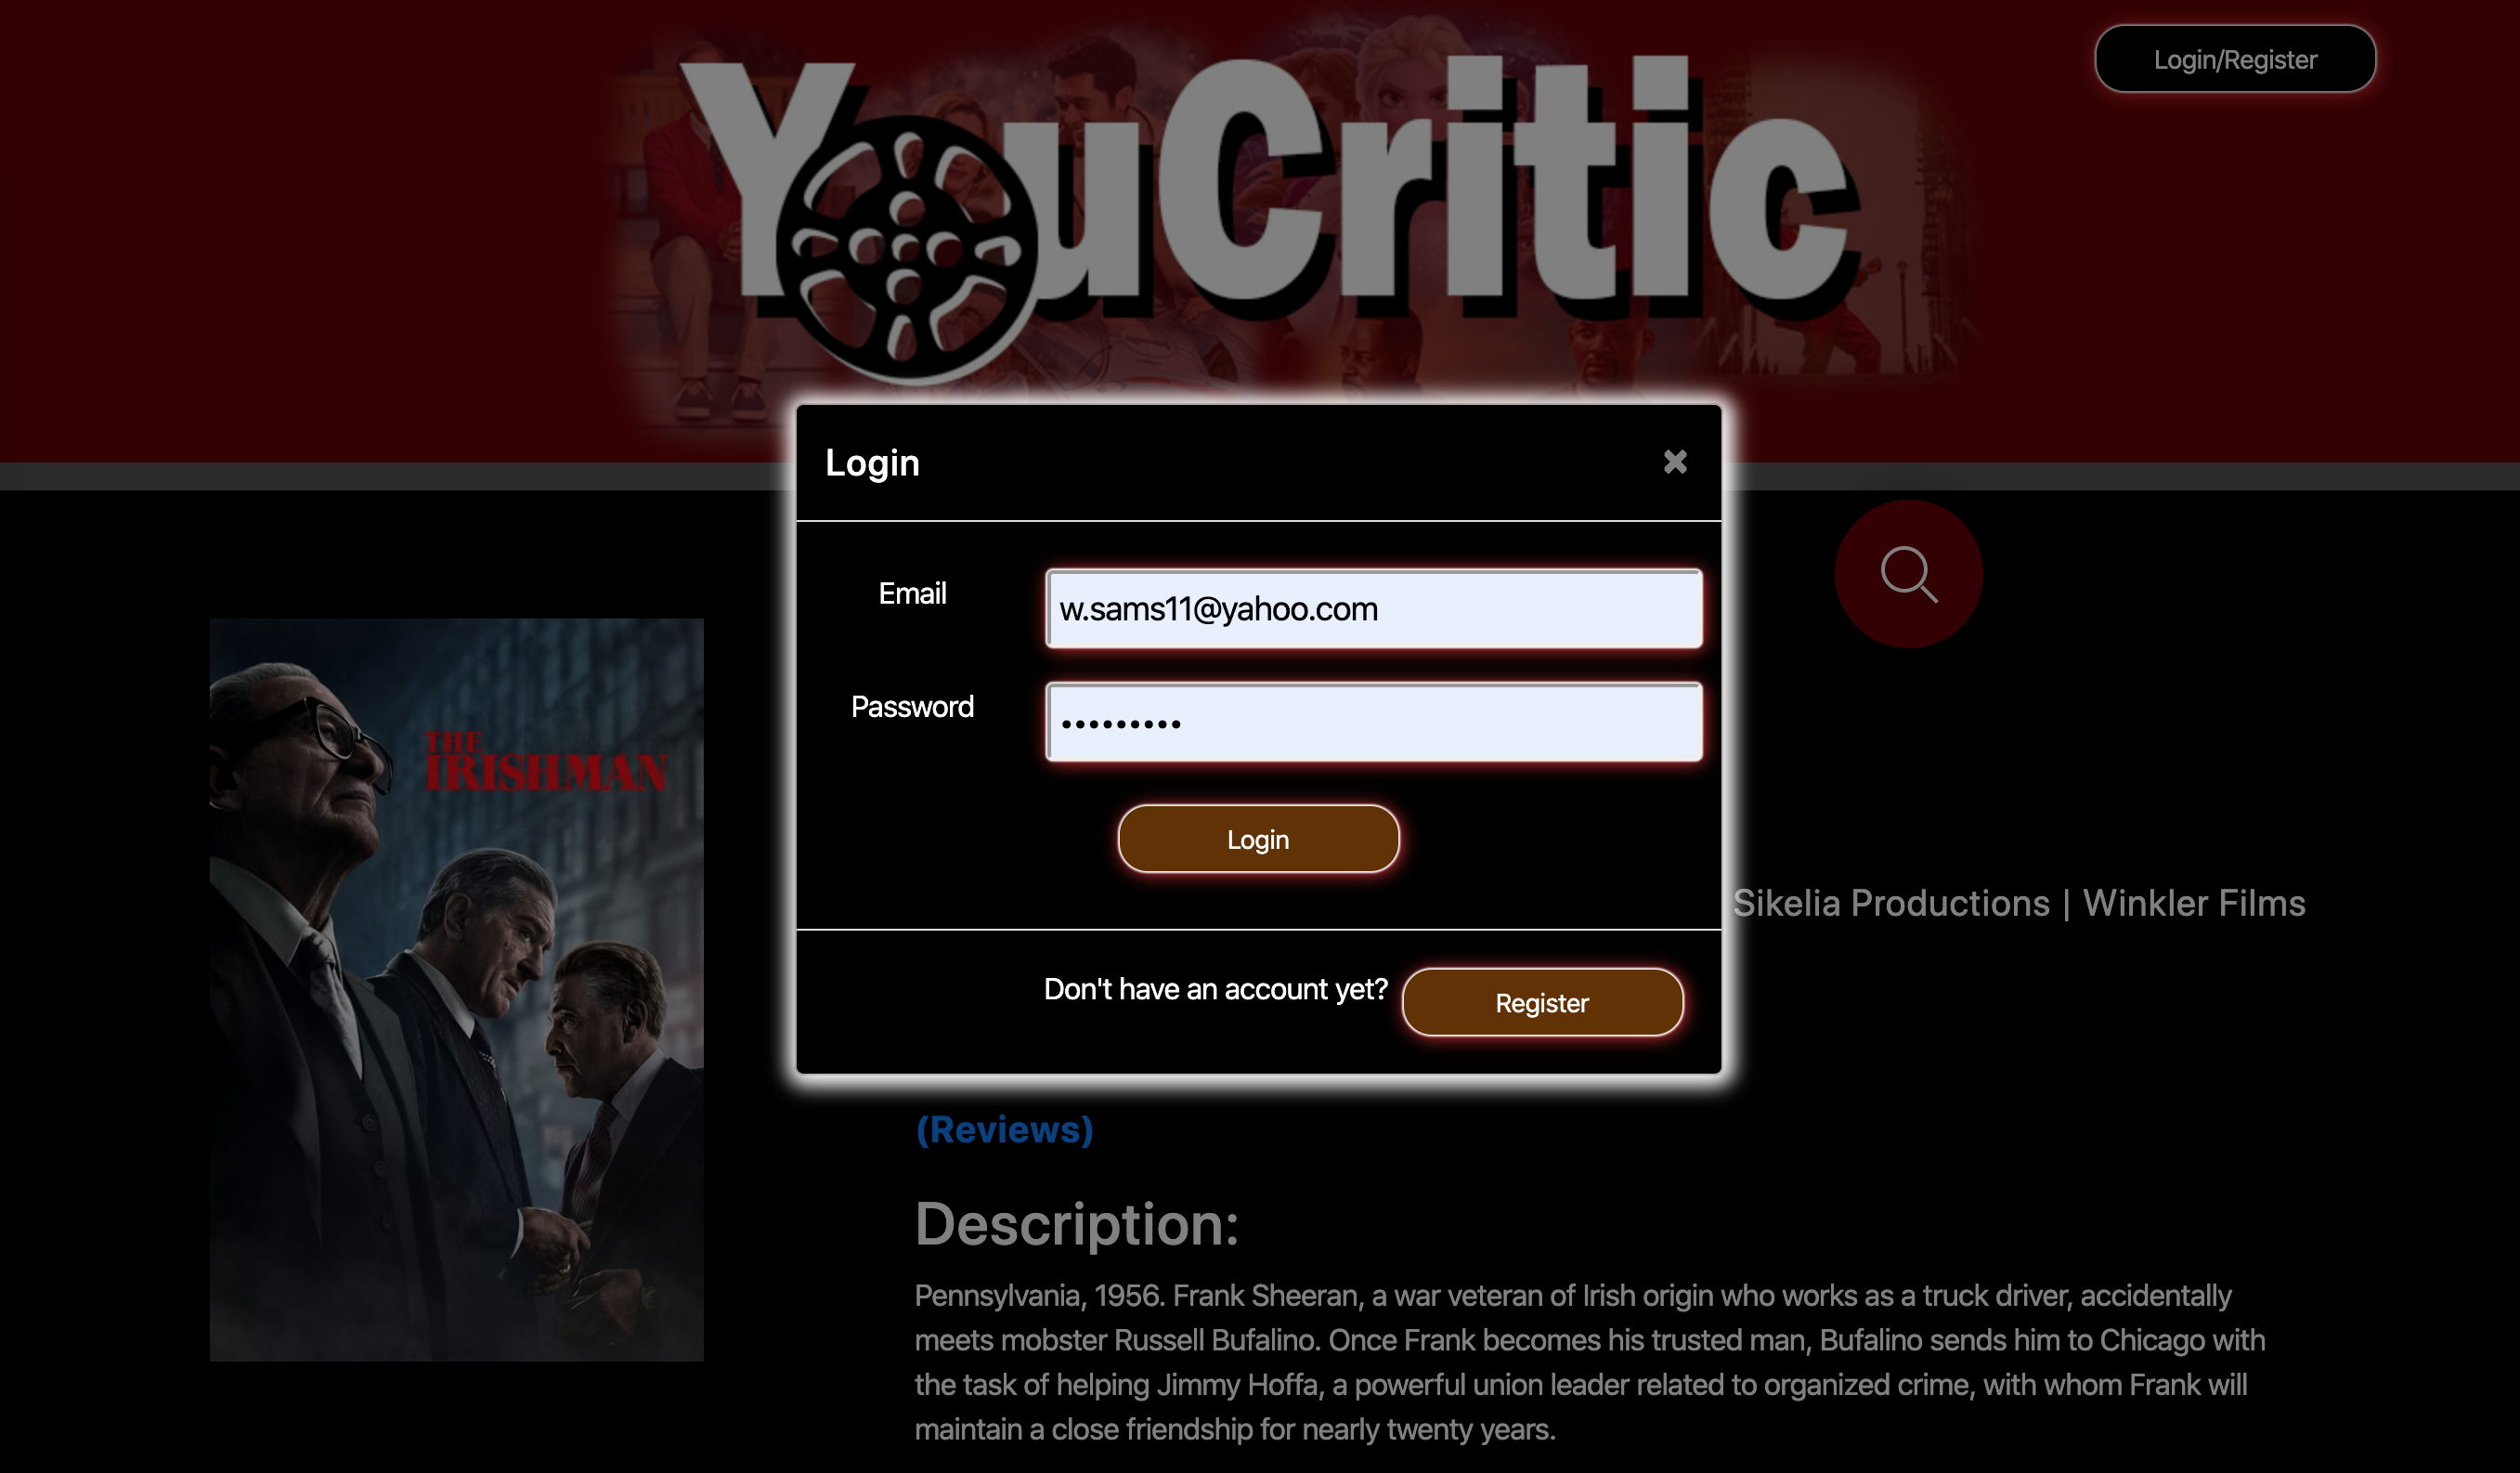 Login/Register
YouCritic
Login
Email
w.sams11@yahoo.com
Password
•••••••••
Login
Don't have an account yet?
Register
THE
IRISHMAN
Sikelia Productions | Winkler Films
(Reviews)
Description:
Pennsylvania, 1956. Frank Sheeran, a war veteran of Irish origin who works as a truck driver, accidentally
meets mobster Russell Bufalino. Once Frank becomes his trusted man, Bufalino sends him to Chicago with
the task of helping Jimmy Hoffa, a powerful union leader related to organized crime, with whom Frank will
maintain a close friendship for nearly twenty years.